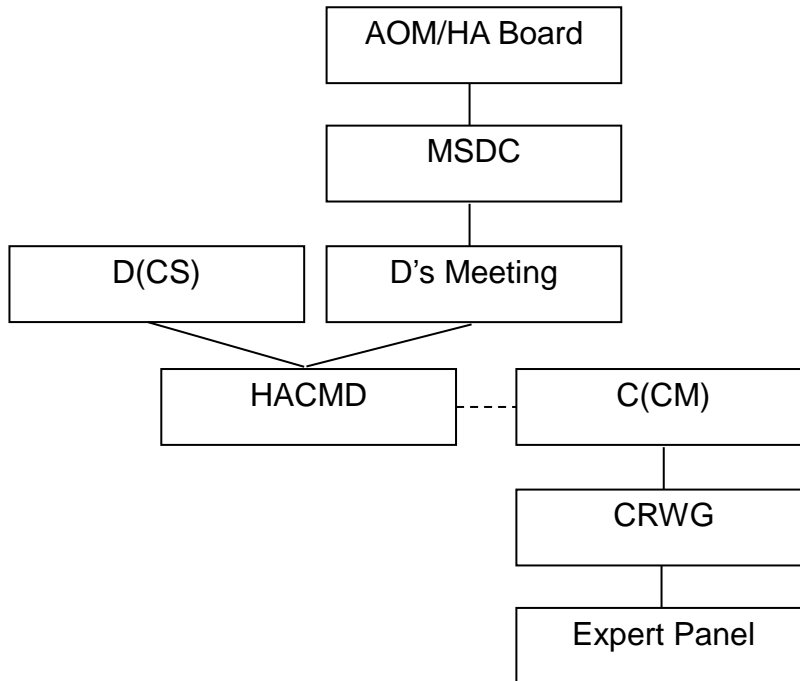 AOM/HA Board
MSDC
D(CS)
D’s Meeting
HACMD
C(CM)
CRWG
Expert Panel